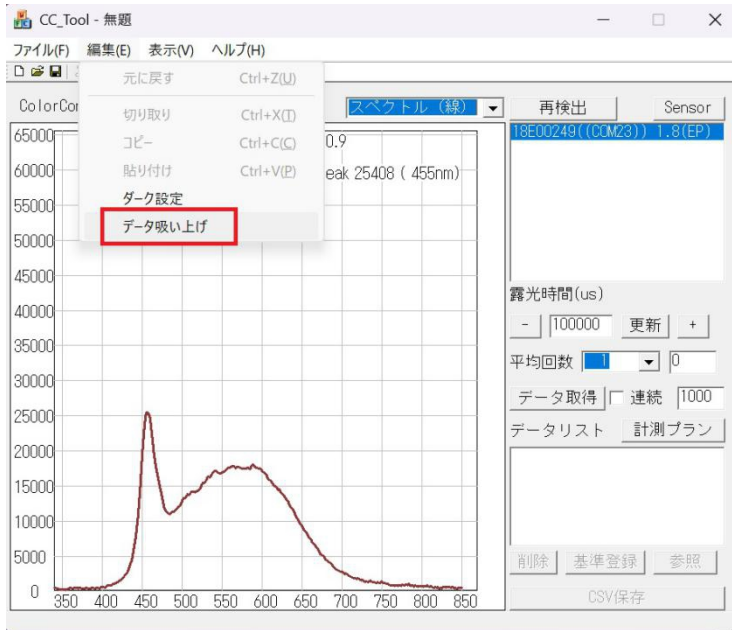 CC_Tool - 無題
ファイル(F) 編集(E) 表示(V) ヘルプ(H)
元に戻す Ctrl+Z(U)
切り取り Ctrl+X(T)
コピー Ctrl+C(C)
貼り付け Ctrl+V(P)
ダーク設定
データ吸い上げ
ColorCor
スペクトル (線)
0.9
eak 25408 ( 455nm)
65000
60000
55000
50000
45000
40000
35000
30000
25000
20000
15000
10000
5000
0
350 400 450 500 550 600 650 700 750 800 850
再検出 Sensor
18E00249((COM23)) 1.8(EP)
露光時間(us)
- 100000 更新 +
平均回数 1 0
データ取得 連続 1000
データリスト 計測プラン
削除 基準登録 参照
CSV保存